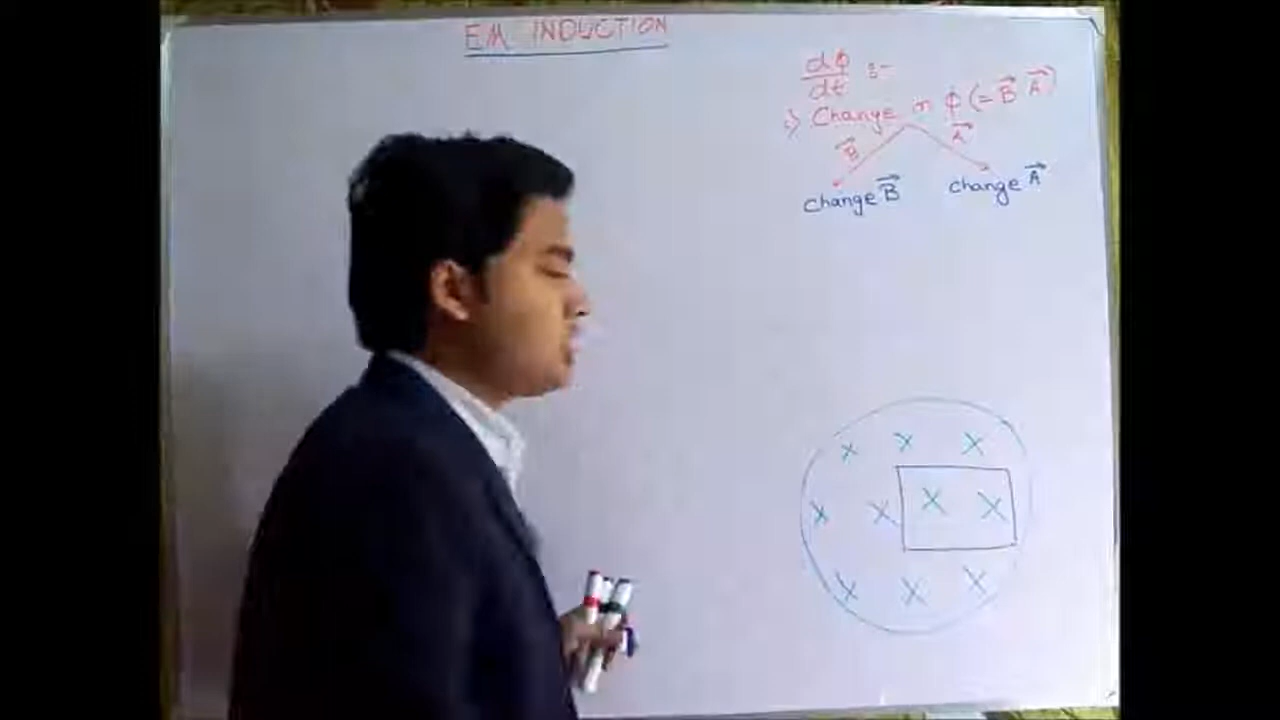 EM INDUCTION
dϕ
dt :-
:) Change in ϕ (= B⃗ A⃗)
B⃗ A⃗
change B⃗ change A⃗
X X X
X X X X
X X X